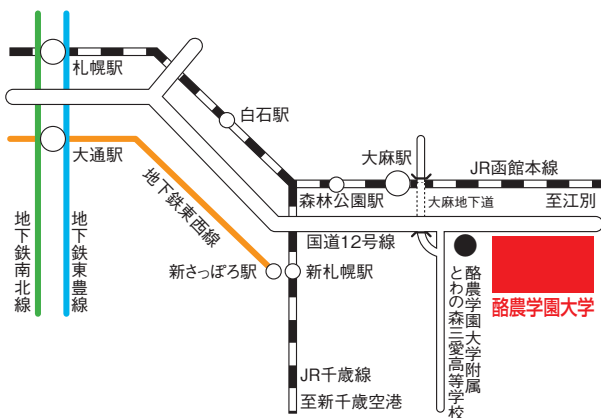 札幌駅
白石駅
大通駅
大麻駅
JR函館本線
森林公園駅
大麻地下道
至江別
地下鉄東西線
国道12号線
新さっぽろ駅
新札幌駅
地下鉄南北線
地下鉄東豊線
酪農学園大学附属
とわの森三愛高等学校
酪農学園大学
JR千歳線
至新千歳空港